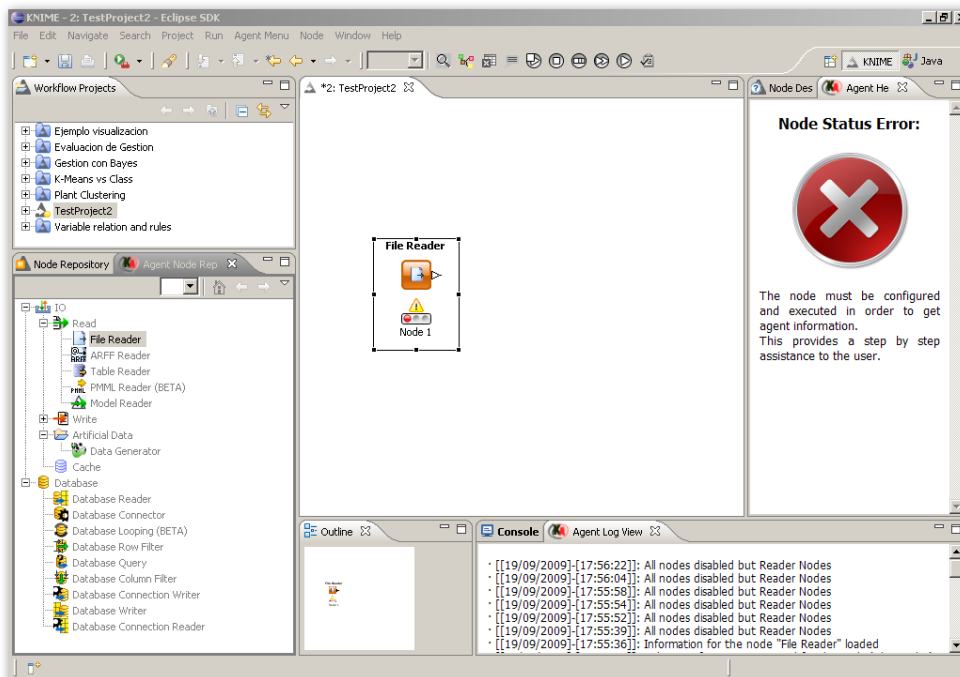 KNIME - 2: TestProject2 - Eclipse SDK
File Edit Navigate Search Project Run Agent Menu Node Window Help
KNIME
Java
Workflow Projects
Ejemplo visualizacion
Evaluacion de Gestion
Gestion con Bayes
K-Means vs Class
Plant Clustering
TestProject2
Variable relation and rules
Node Repository
Agent Node Rep
IO
Read
File Reader
ARFF Reader
Table Reader
PMML Reader (BETA)
Model Reader
Write
Artificial Data
Data Generator
Cache
Database
Database Reader
Database Connector
Database Looping (BETA)
Database Row Filter
Database Query
Database Column Filter
Database Connection Writer
Database Writer
Database Connection Reader
*2: TestProject2
File Reader
Node 1
Node Des
Agent He
Node Status Error:
The node must be configured
and executed in order to get
agent information.
This provides a step by step
assistance to the user.
Outline
File Reader
Node 1
Console
Agent Log View
· [[19/09/2009]-[17:56:22]]: All nodes disabled but Reader Nodes
· [[19/09/2009]-[17:56:04]]: All nodes disabled but Reader Nodes
· [[19/09/2009]-[17:55:58]]: All nodes disabled but Reader Nodes
· [[19/09/2009]-[17:55:54]]: All nodes disabled but Reader Nodes
· [[19/09/2009]-[17:55:52]]: All nodes disabled but Reader Nodes
· [[19/09/2009]-[17:55:39]]: All nodes disabled but Reader Nodes
· [[19/09/2009]-[17:55:36]]: Information for the node "File Reader" loaded